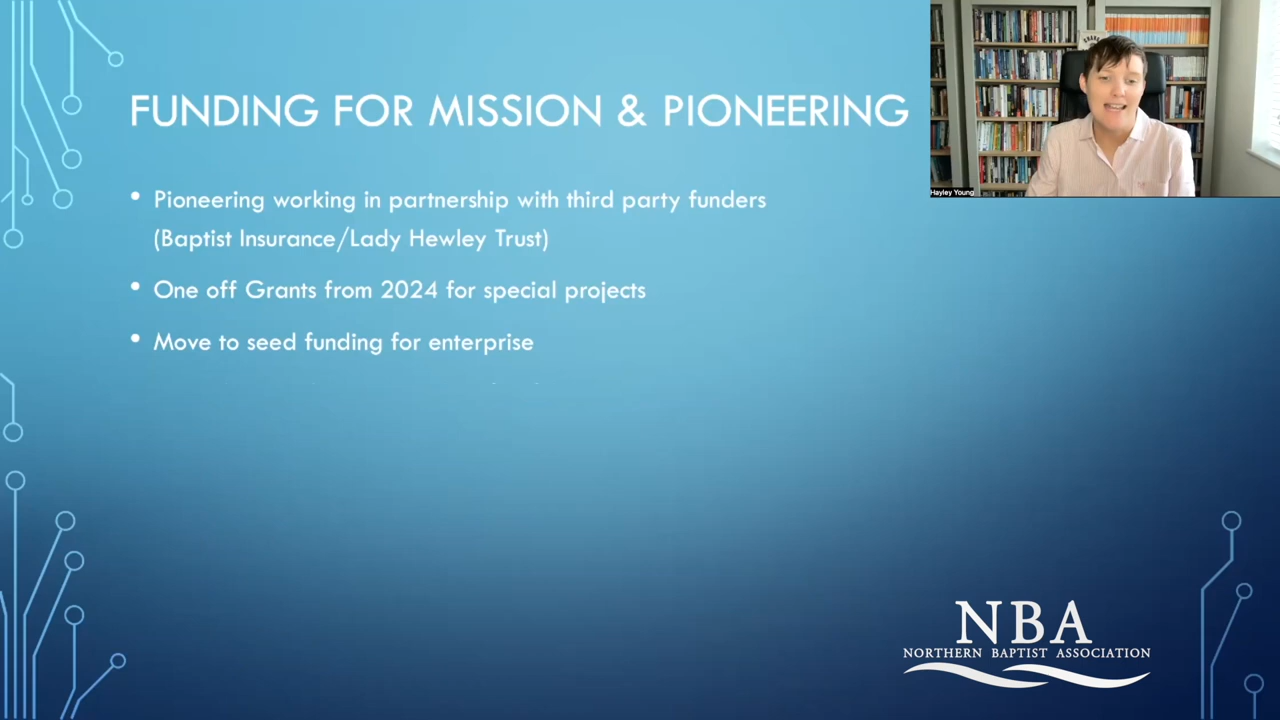 FUNDING FOR MISSION & PIONEERING
• Pioneering working in partnership with third party funders
(Baptist Insurance/Lady Hewley Trust)
• One off Grants from 2024 for special projects
• Move to seed funding for enterprise
Hayley Young
NBA
NORTHERN BAPTIST ASSOCIATION